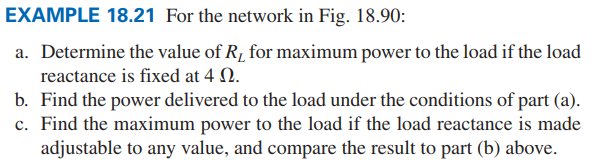 EXAMPLE 18.21 For the network in Fig. 18.90:
a. Determine the value of R_L for maximum power to the load if the load
reactance is fixed at 4 Ω.
b. Find the power delivered to the load under the conditions of part (a).
c. Find the maximum power to the load if the load reactance is made
adjustable to any value, and compare the result to part (b) above.